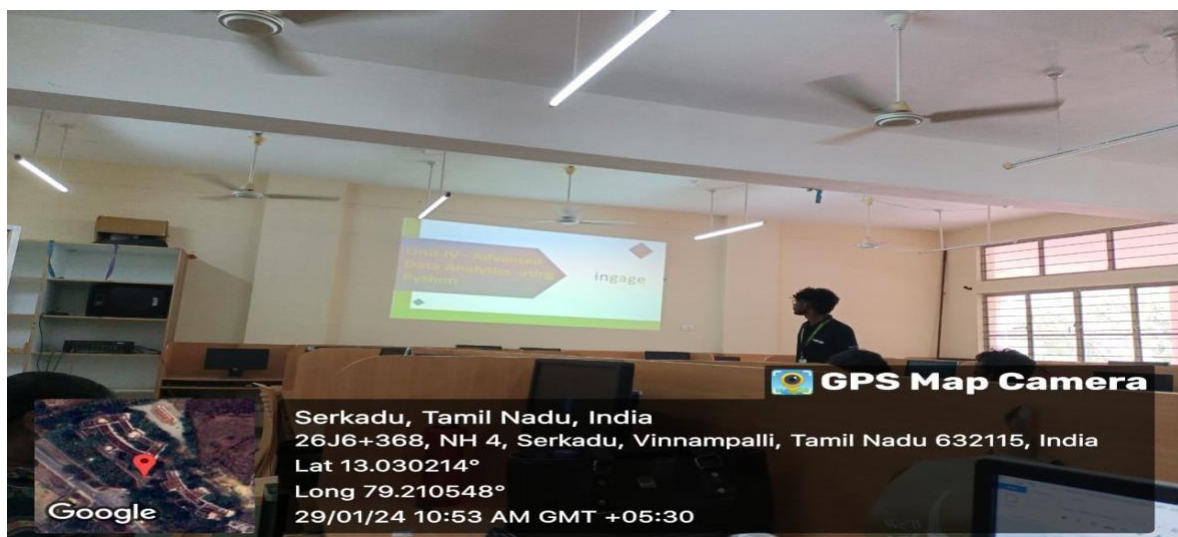 Unit-IV - Advanced
Data Analytics using
Python
ingage
GPS Map Camera
Serkadu, Tamil Nadu, India
26J6+368, NH 4, Serkadu, Vinnampalli, Tamil Nadu 632115, India
Lat 13.030214°
Long 79.210548°
29/01/24 10:53 AM GMT +05:30
Google